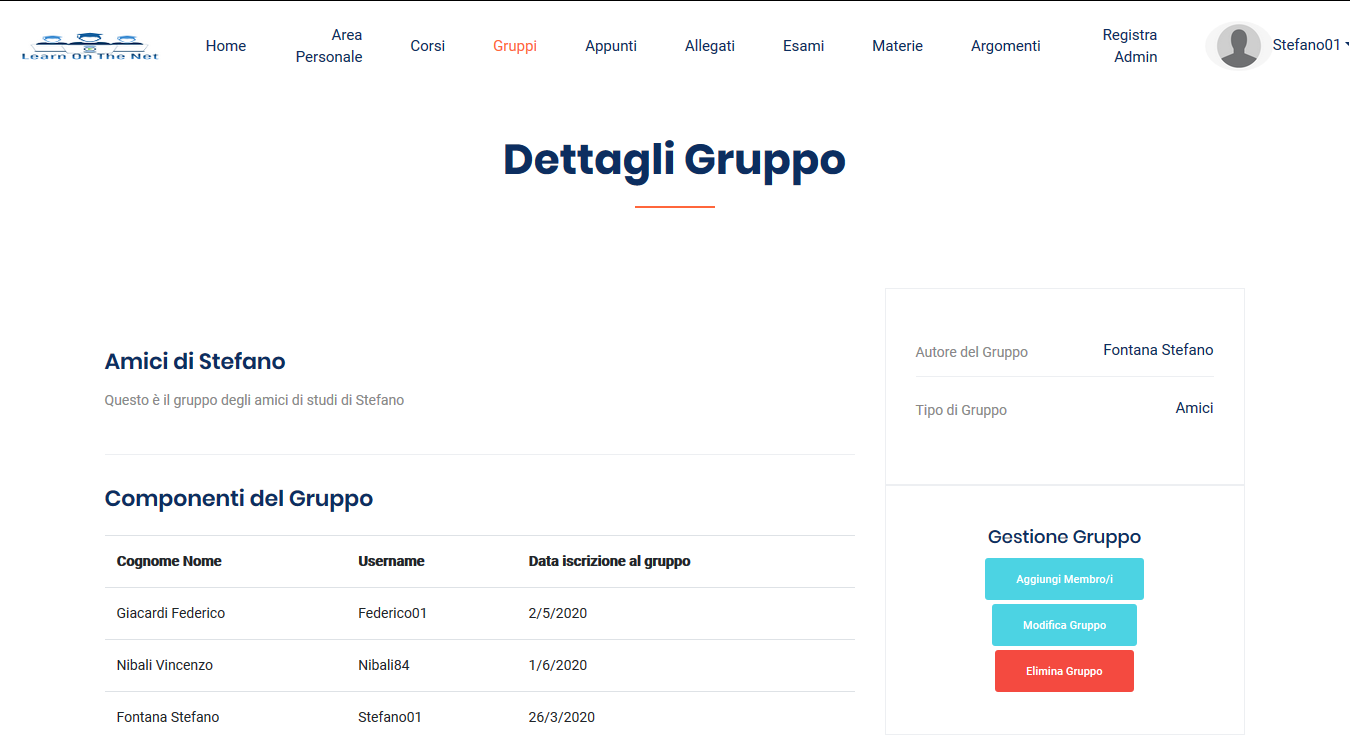 Learn On The Net
Home
Area
Personale
Corsi
Gruppi
Appunti
Allegati
Esami
Materie
Argomenti
Registra
Admin
Stefano01
Dettagli Gruppo
Amici di Stefano
Questo è il gruppo degli amici di studi di Stefano
Autore del Gruppo Fontana Stefano
Tipo di Gruppo Amici
Componenti del Gruppo
Cognome Nome Username Data iscrizione al gruppo
Giacardi Federico Federico01 2/5/2020
Nibali Vincenzo Nibali84 1/6/2020
Fontana Stefano Stefano01 26/3/2020
Gestione Gruppo
Aggiungi Membro/i
Modifica Gruppo
Elimina Gruppo